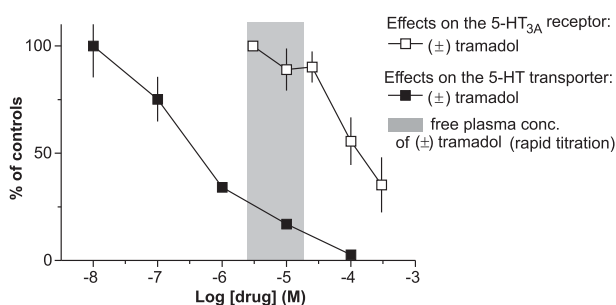 100
50
0
% of controls
-8 -7 -6 -5 -4 -3
Log [drug] (M)
Effects on the 5-HT3A receptor:
(±) tramadol
Effects on the 5-HT transporter:
(±) tramadol
free plasma conc.
of (±) tramadol (rapid titration)